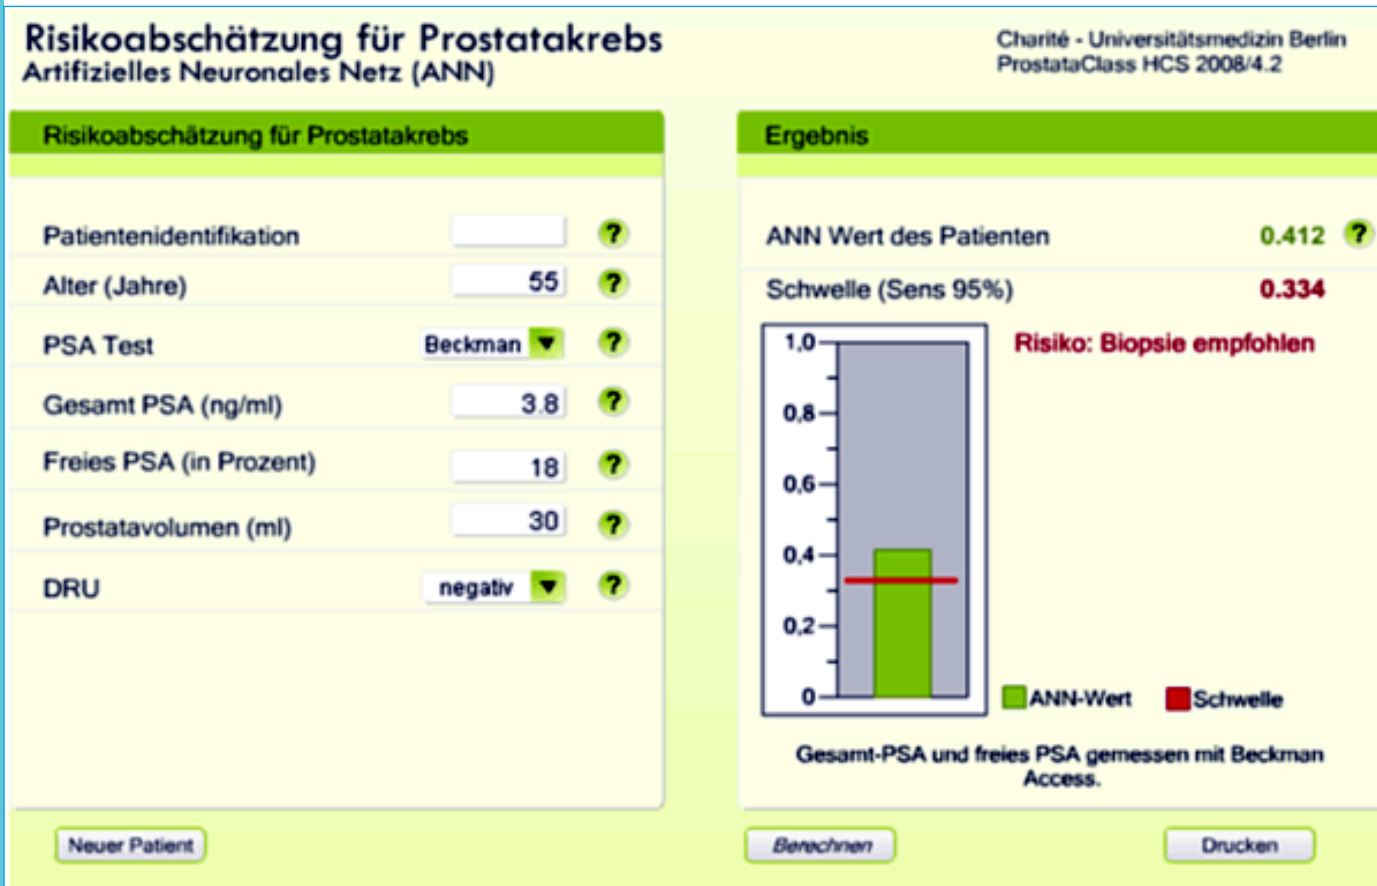 Risikoabschätzung für Prostatakrebs
Artifizielles Neuronales Netz (ANN)
Charité - Universitätsmedizin Berlin
ProstataClass HCS 2008/4.2
Risikoabschätzung für Prostatakrebs
Patientenidentifikation ?
Alter (Jahre) 55 ?
PSA Test Beckman ?
Gesamt PSA (ng/ml) 3.8 ?
Freies PSA (in Prozent) 18 ?
Prostatavolumen (ml) 30 ?
DRU negativ ?
Neuer Patient
Ergebnis
ANN Wert des Patienten 0.412 ?
Schwelle (Sens 95%) 0.334
Risiko: Biopsie empfohlen
1,0
0,8
0,6
0,4
0,2
0
ANN-Wert Schwelle
Gesamt-PSA und freies PSA gemessen mit Beckman
Access.
Berechnen Drucken